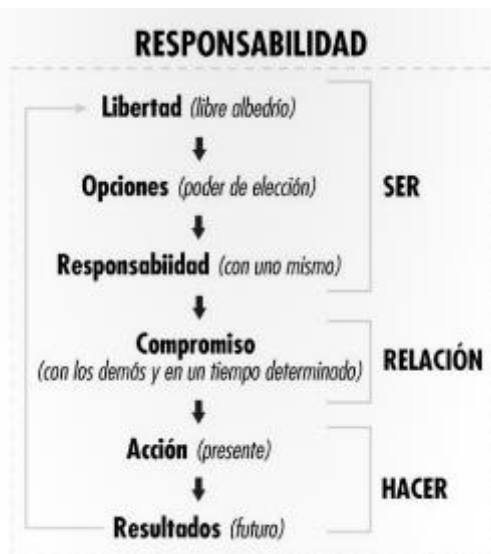 RESPONSABILIDAD
Libertad (libre albedrío)
Opciones (poder de elección)
SER
Responsabiidad (con uno mismo)
Compromiso
(con los demás y en un tiempo determinado)
RELACIÓN
Acción (presente)
HACER
Resultados (futuro)